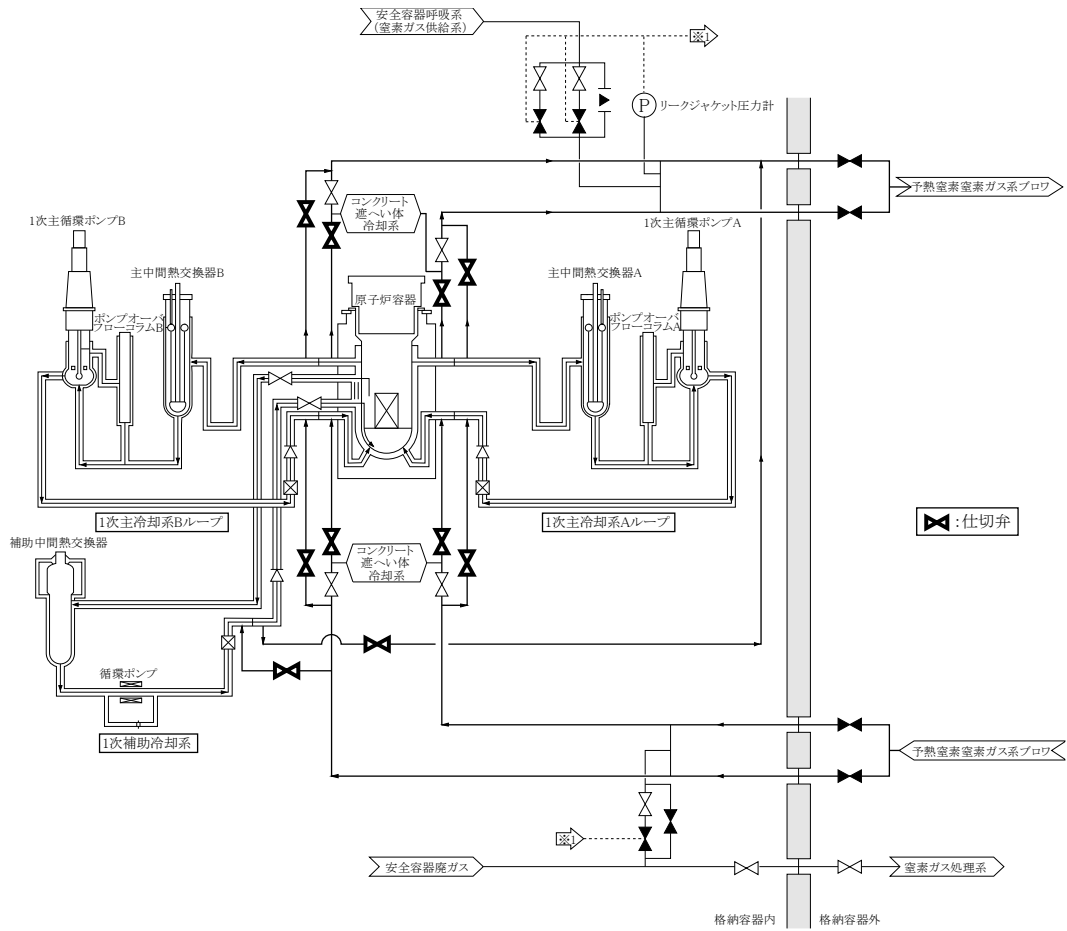 安全容器呼吸系
(窒素ガス供給系)
※1
P
リークジャケット圧力計
予熱窒素窒素ガス系ブロワ
コンクリート
遮へい体
冷却系
1次主循環ポンプB
1次主循環ポンプA
主中間熱交換器B
原子炉容器
主中間熱交換器A
ポンプオーバ
フローコラムB
ポンプオーバ
フローコラムA
1次主冷却系Bループ
1次主冷却系Aループ
:仕切弁
補助中間熱交換器
コンクリート
遮へい体
冷却系
循環ポンプ
1次補助冷却系
予熱窒素窒素ガス系ブロワ
※1
安全容器廃ガス
窒素ガス処理系
格納容器内
格納容器外